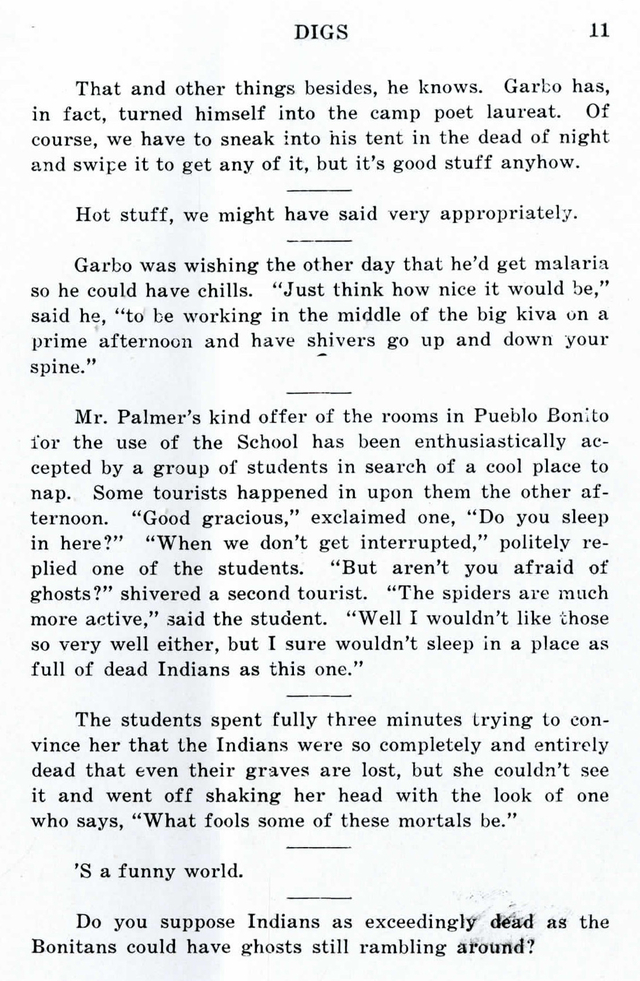 DIGS 11
That and other things besides, he knows. Garbo has,
in fact, turned himself into the camp poet laureat. Of
course, we have to sneak into his tent in the dead of night
and swipe it to get any of it, but it's good stuff anyhow.
Hot stuff, we might have said very appropriately.
Garbo was wishing the other day that he'd get malaria
so he could have chills. "Just think how nice it would be,"
said he, "to be working in the middle of the big kiva on a
prime afternoon and have shivers go up and down your
spine."
Mr. Palmer's kind offer of the rooms in Pueblo Bonito
for the use of the School has been enthusiastically ac-
cepted by a group of students in search of a cool place to
nap. Some tourists happened in upon them the other af-
ternoon. "Good gracious," exclaimed one, "Do you sleep
in here?" "When we don't get interrupted," politely re-
plied one of the students. "But aren't you afraid of
ghosts?" shivered a second tourist. "The spiders are much
more active," said the student. "Well I wouldn't like those
so very well either, but I sure wouldn't sleep in a place as
full of dead Indians as this one."
The students spent fully three minutes trying to con-
vince her that the Indians were so completely and entirely
dead that even their graves are lost, but she couldn't see
it and went off shaking her head with the look of one
who says, "What fools some of these mortals be."
'S a funny world.
Do you suppose Indians as exceedingly dead as the
Bonitans could have ghosts still rambling around?